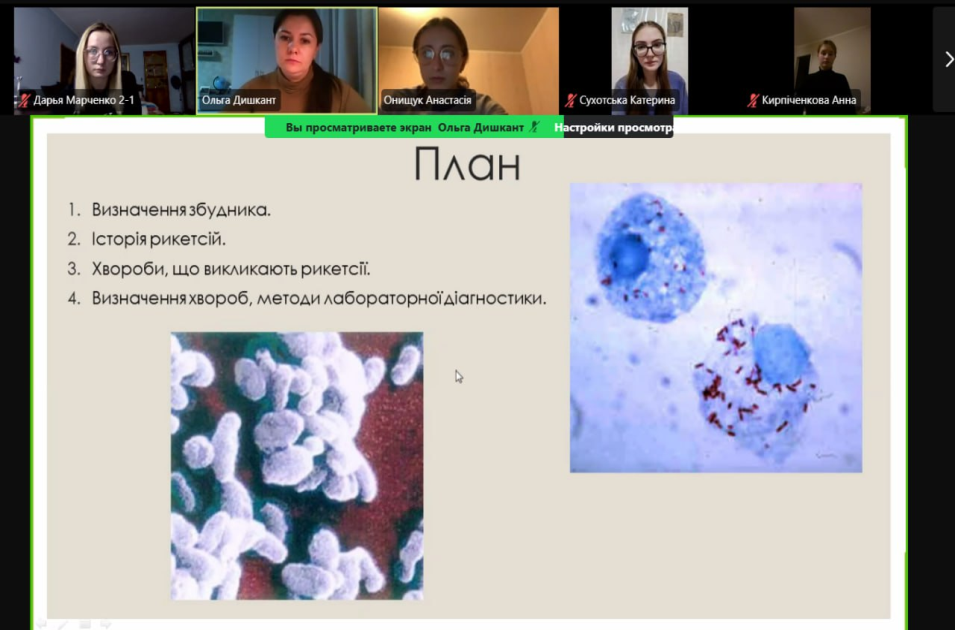 Дарья Марченко 2-1
Ольга Дишкант
Онищук Анастасія
Сухотська Катерина
Кирпіченкова Анна
Вы просматриваете экран Ольга Дишкант
Настройки просмотра
План
1. Визначення збудника.
2. Історія рикетсій.
3. Хвороби, що викликають рикетсії.
4. Визначення хвороб, методи лабораторної діагностики.